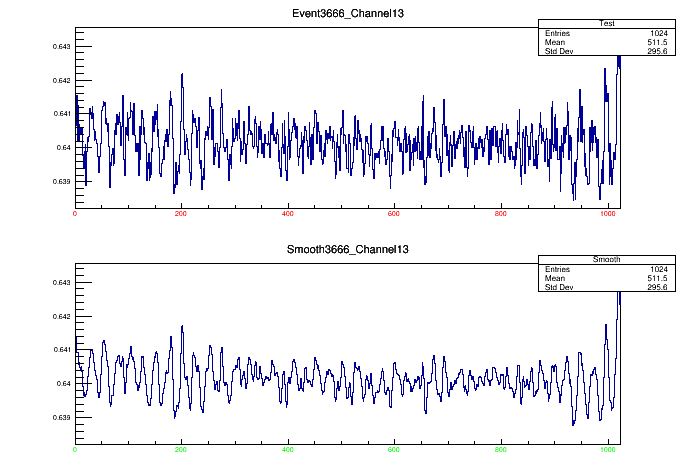 Event3666_Channel13
Test
Entries 1024
Mean 511.5
Std Dev 295.6
0.643
0.642
0.641
0.64
0.639
0 200 400 600 800 1000
Smooth3666_Channel13
Smooth
Entries 1024
Mean 511.5
Std Dev 295.6
0.643
0.642
0.641
0.64
0.639
0 200 400 600 800 1000